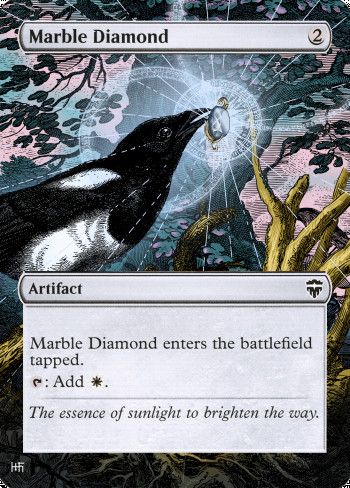 Marble Diamond 2
Artifact
Marble Diamond enters the battlefield
tapped.
: Add .
The essence of sunlight to brighten the way.